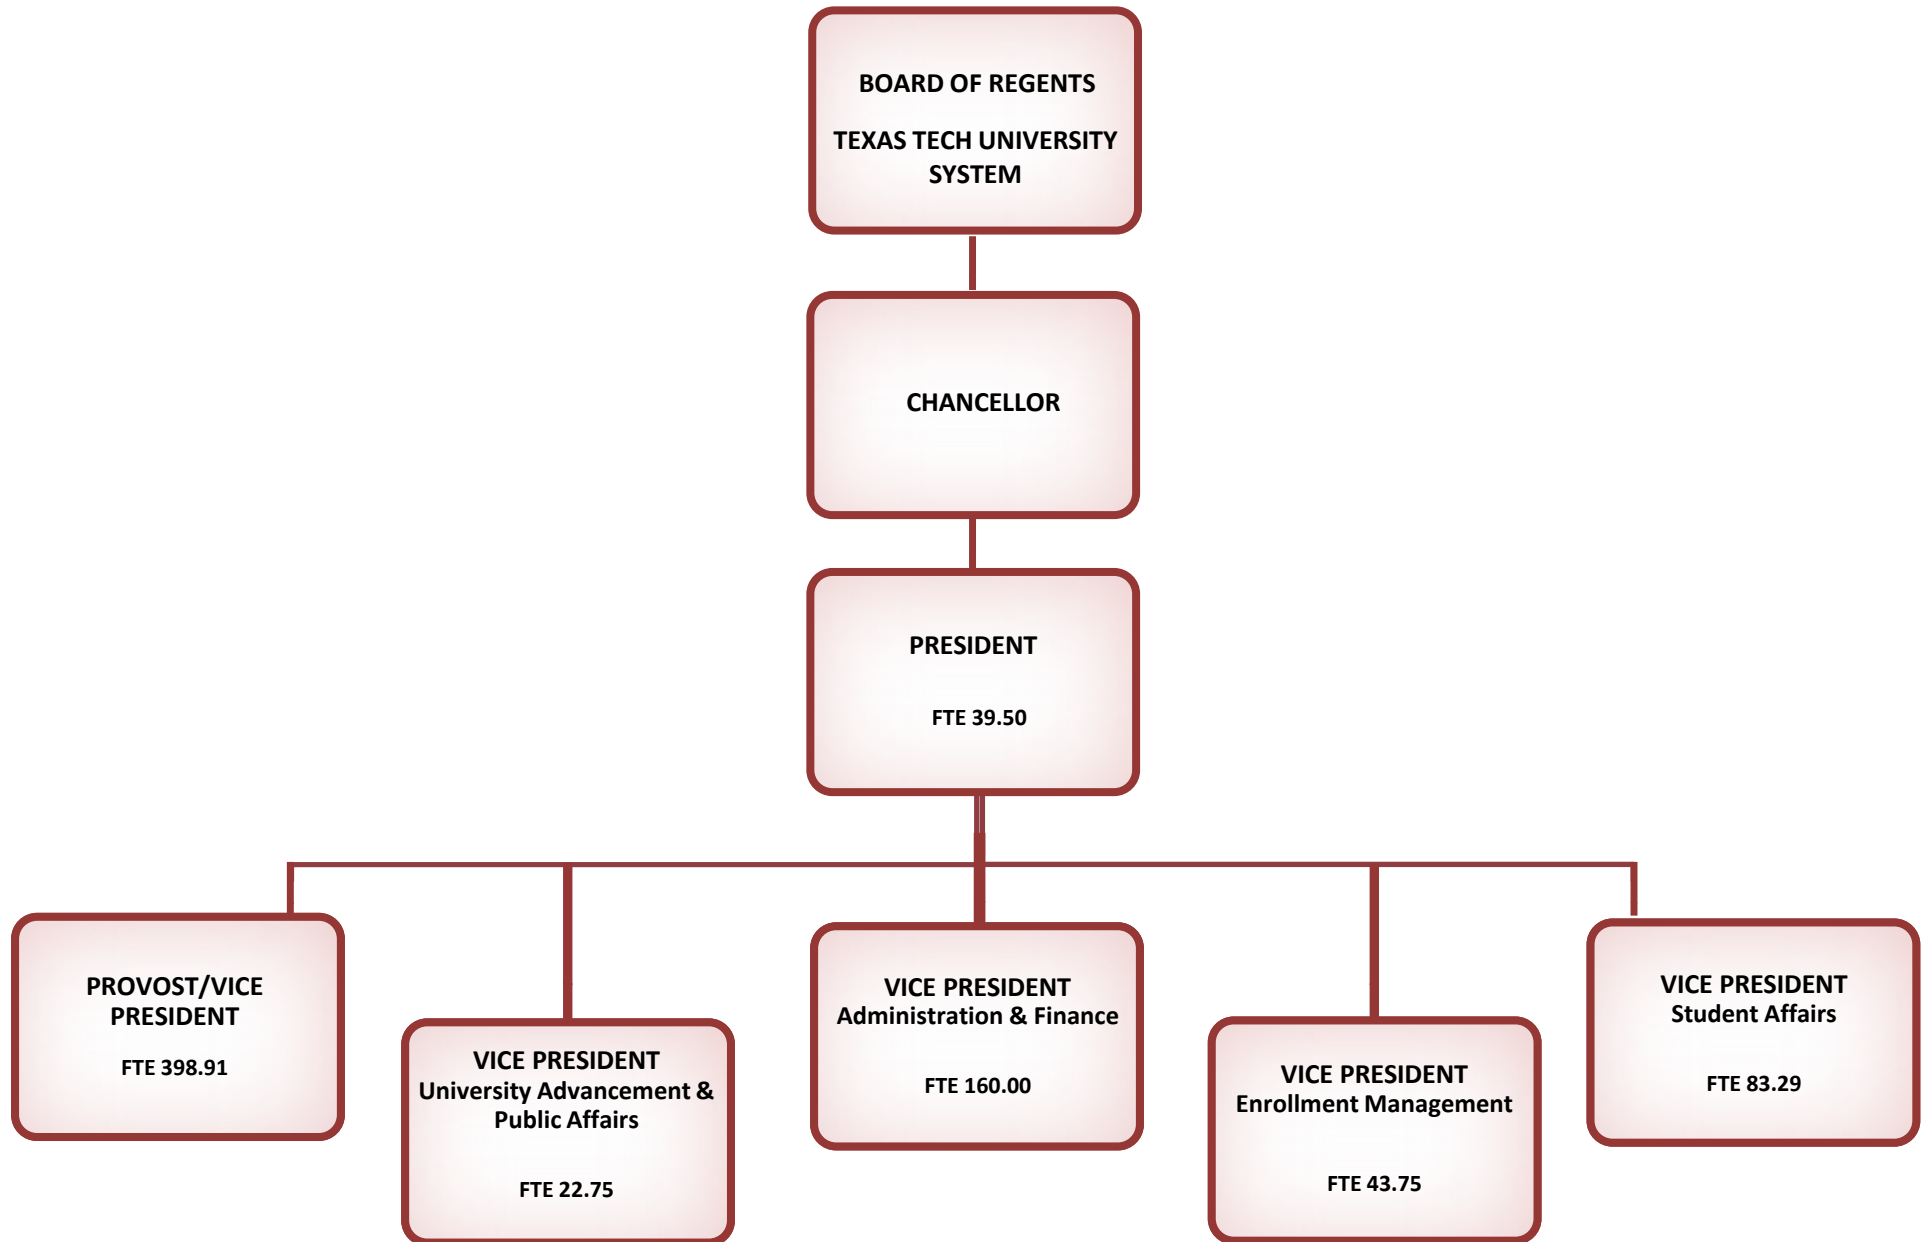 BOARD OF REGENTS
TEXAS TECH UNIVERSITY
SYSTEM
CHANCELLOR
PRESIDENT
FTE 39.50
PROVOST/VICE
PRESIDENT
FTE 398.91
VICE PRESIDENT
University Advancement &
Public Affairs
FTE 22.75
VICE PRESIDENT
Administration & Finance
FTE 160.00
VICE PRESIDENT
Enrollment Management
FTE 43.75
VICE PRESIDENT
Student Affairs
FTE 83.29